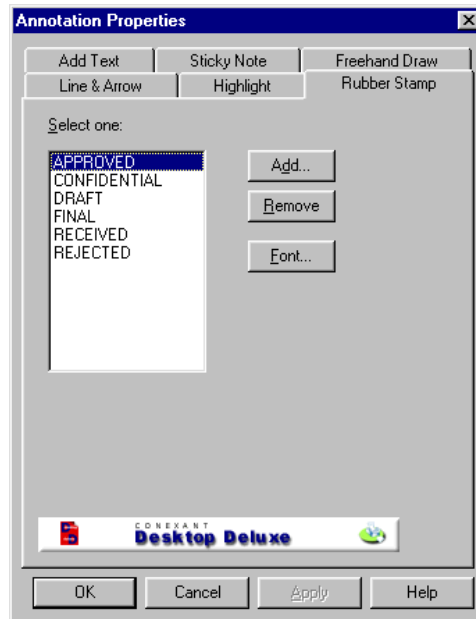 Annotation Properties
Add Text Sticky Note Freehand Draw
Line & Arrow Highlight Rubber Stamp
Select one:
APPROVED
CONFIDENTIAL
DRAFT
FINAL
RECEIVED
REJECTED
Add...
Remove
Font...
CONEXANT
Desktop Deluxe
OK Cancel Apply Help